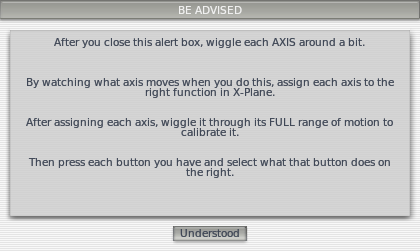 BE ADVISED
After you close this alert box, wiggle each AXIS around a bit.
By watching what axis moves when you do this, assign each axis to the
right function in X-Plane.
After assigning each axis, wiggle it through its FULL range of motion to
calibrate it.
Then press each button you have and select what that button does on
the right.
Understood